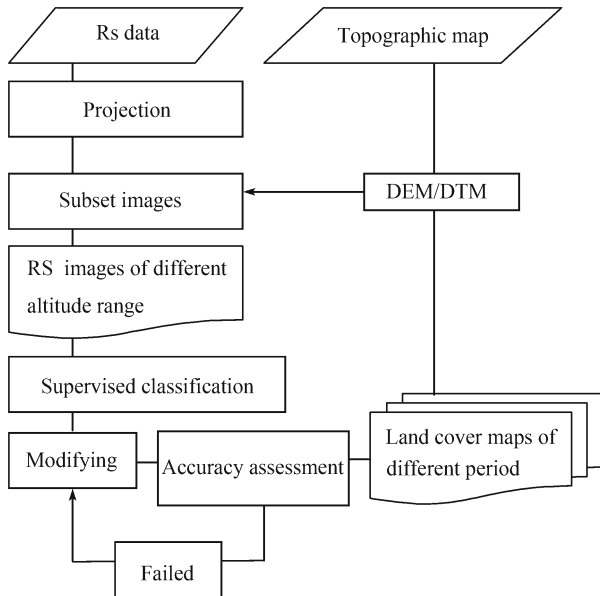 Rs data
Topographic map
Projection
Subset images
DEM/DTM
RS images of different
altitude range
Supervised classification
Modifying
Accuracy assessment
Land cover maps of
different period
Failed